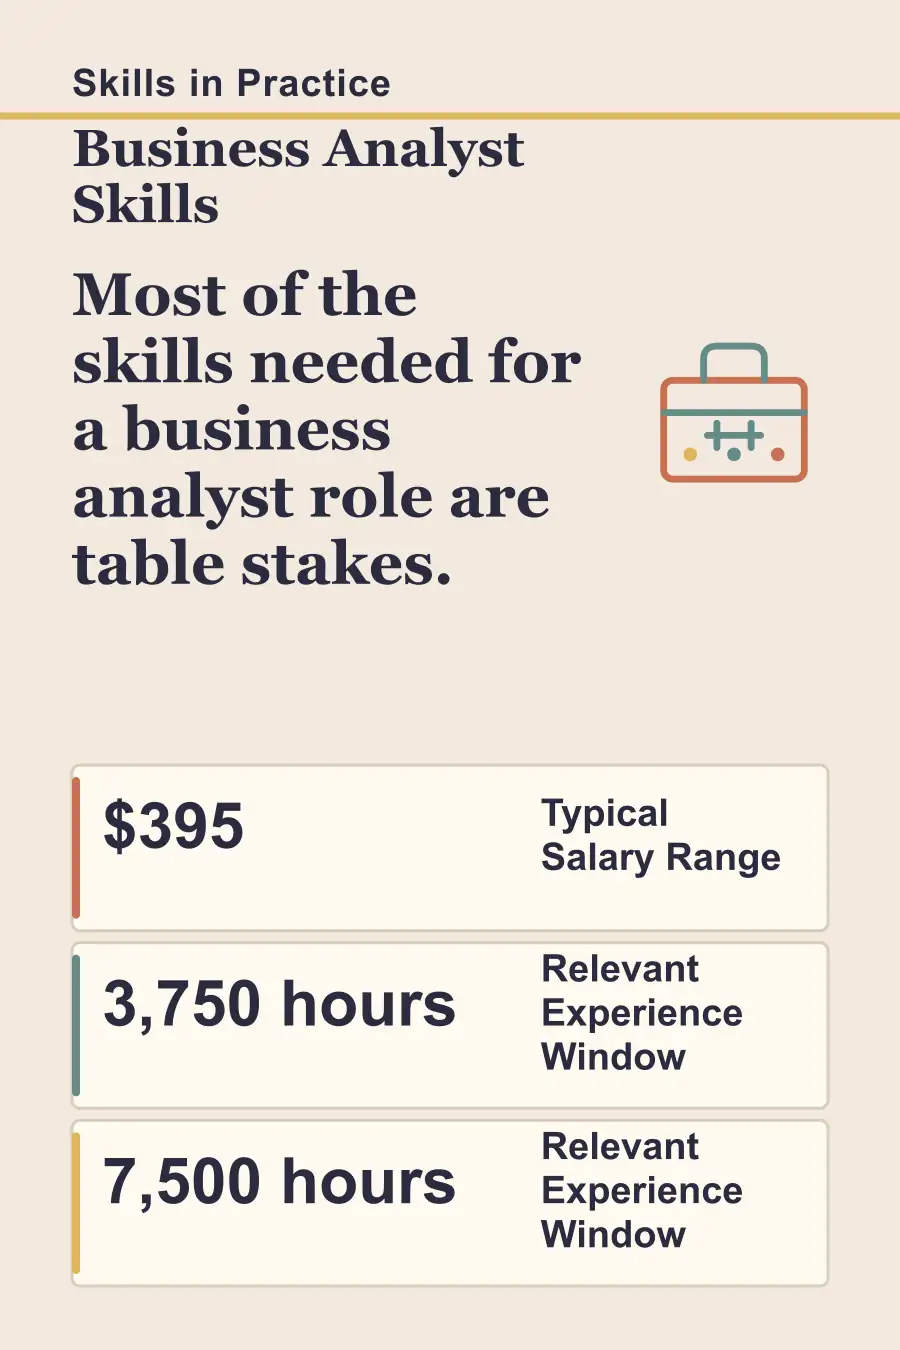 Skills in Practice
Business Analyst
Skills
Most of the
skills needed for
a business
analyst role are
table stakes.
$395
Typical
Salary Range
3,750 hours
Relevant
Experience
Window
7,500 hours
Relevant
Experience
Window